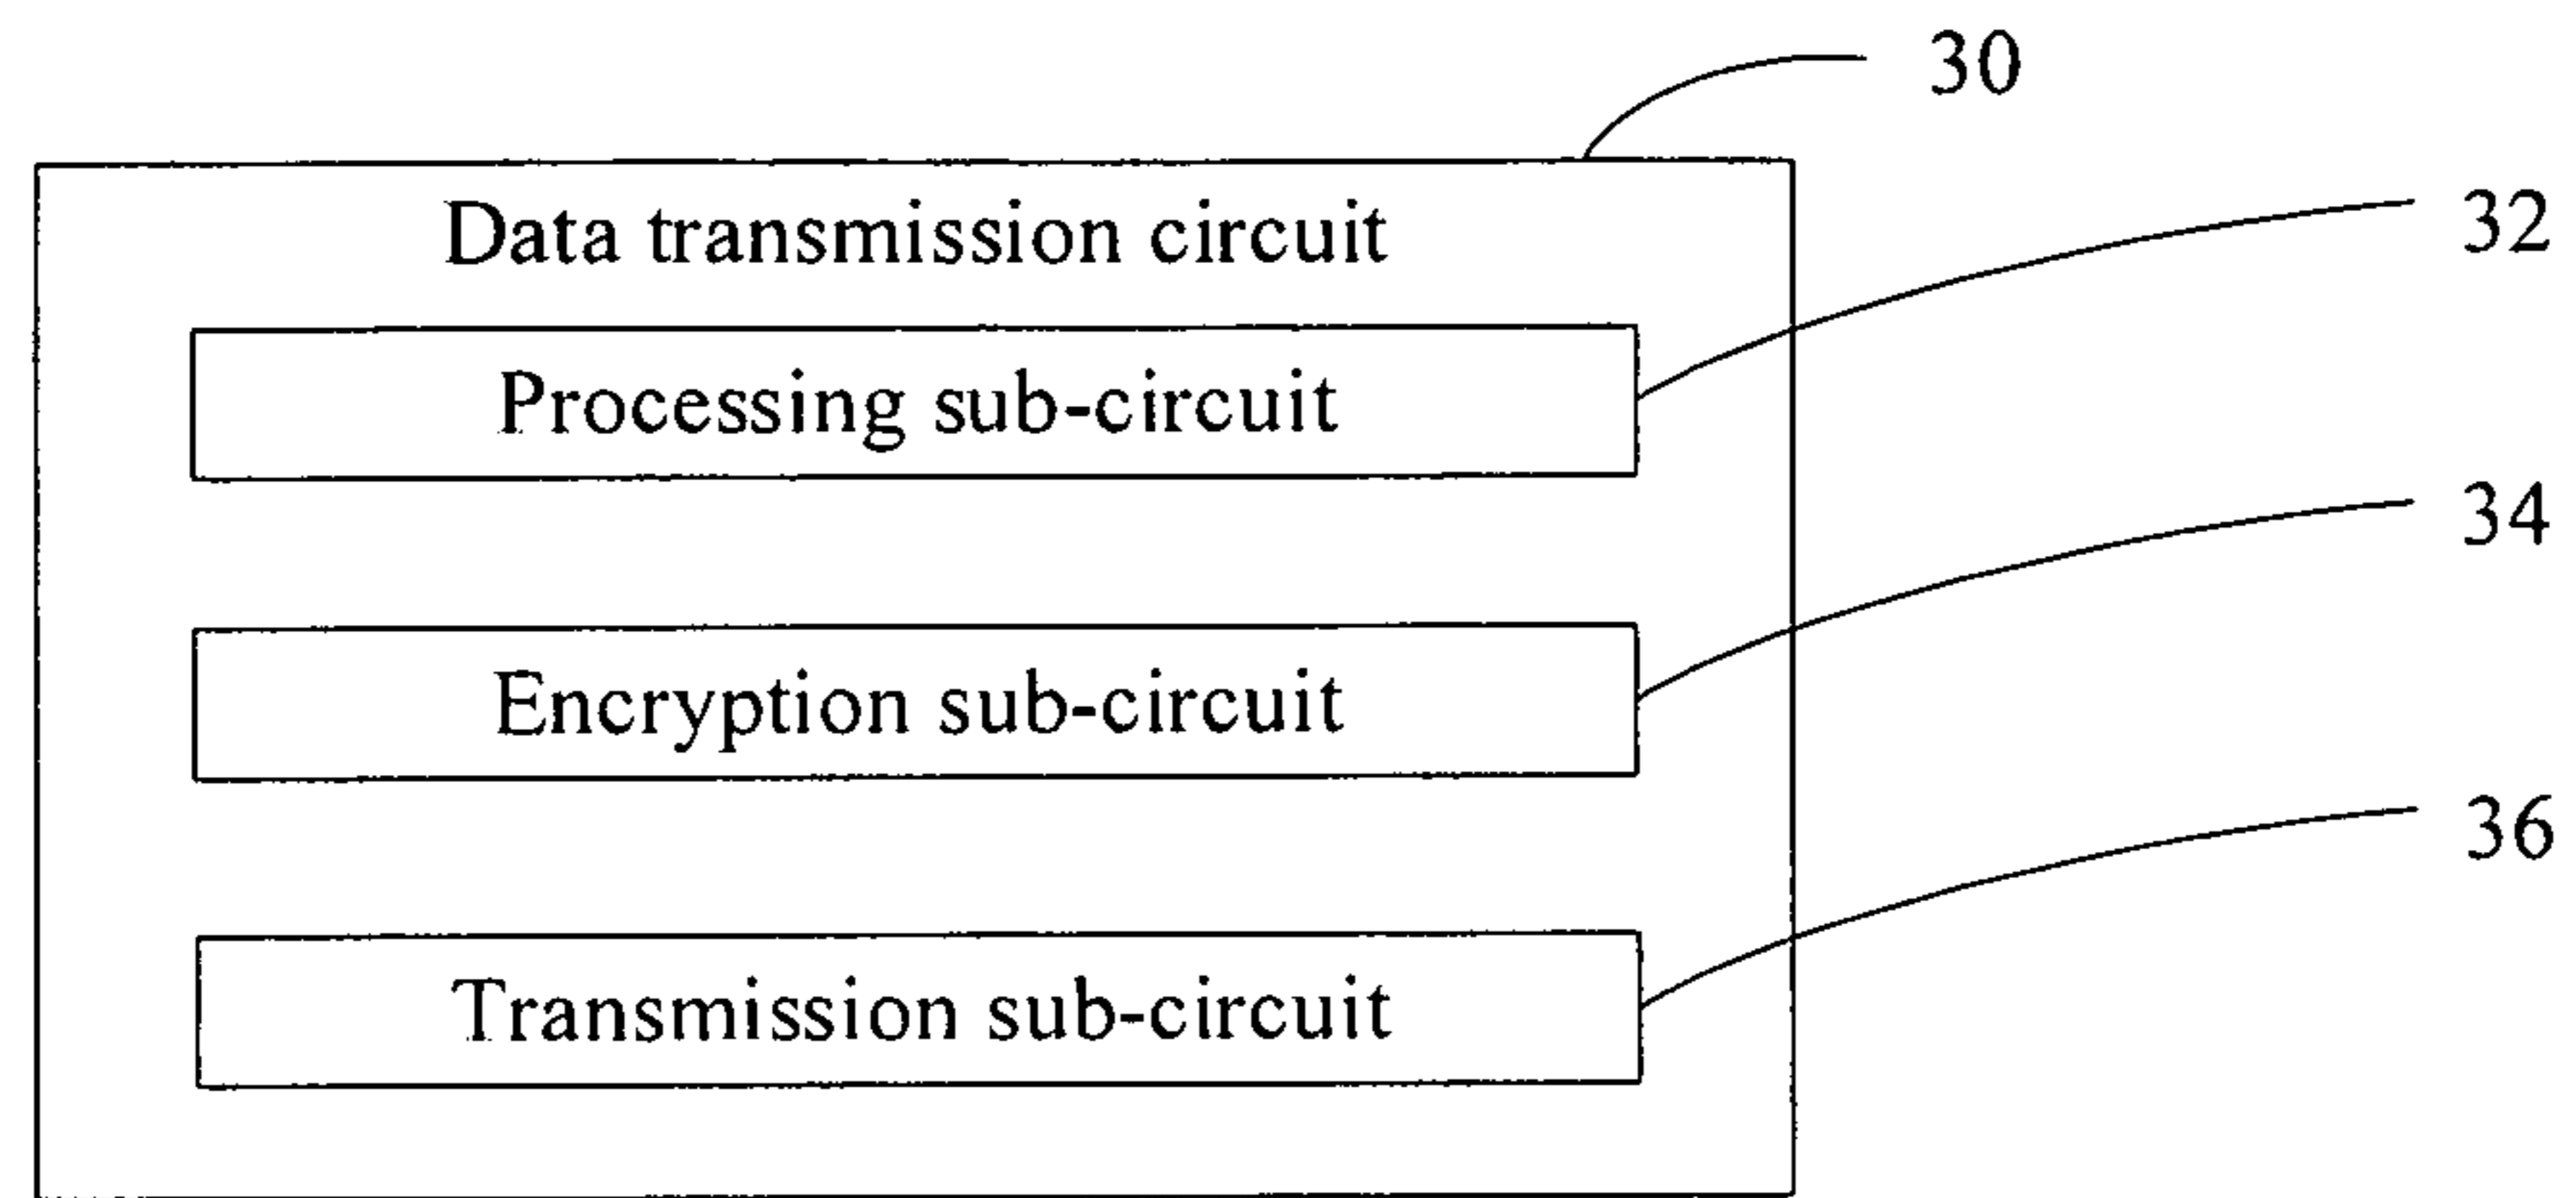 30
Data transmission circuit
32
Processing sub-circuit
34
Encryption sub-circuit
36
Transmission sub-circuit